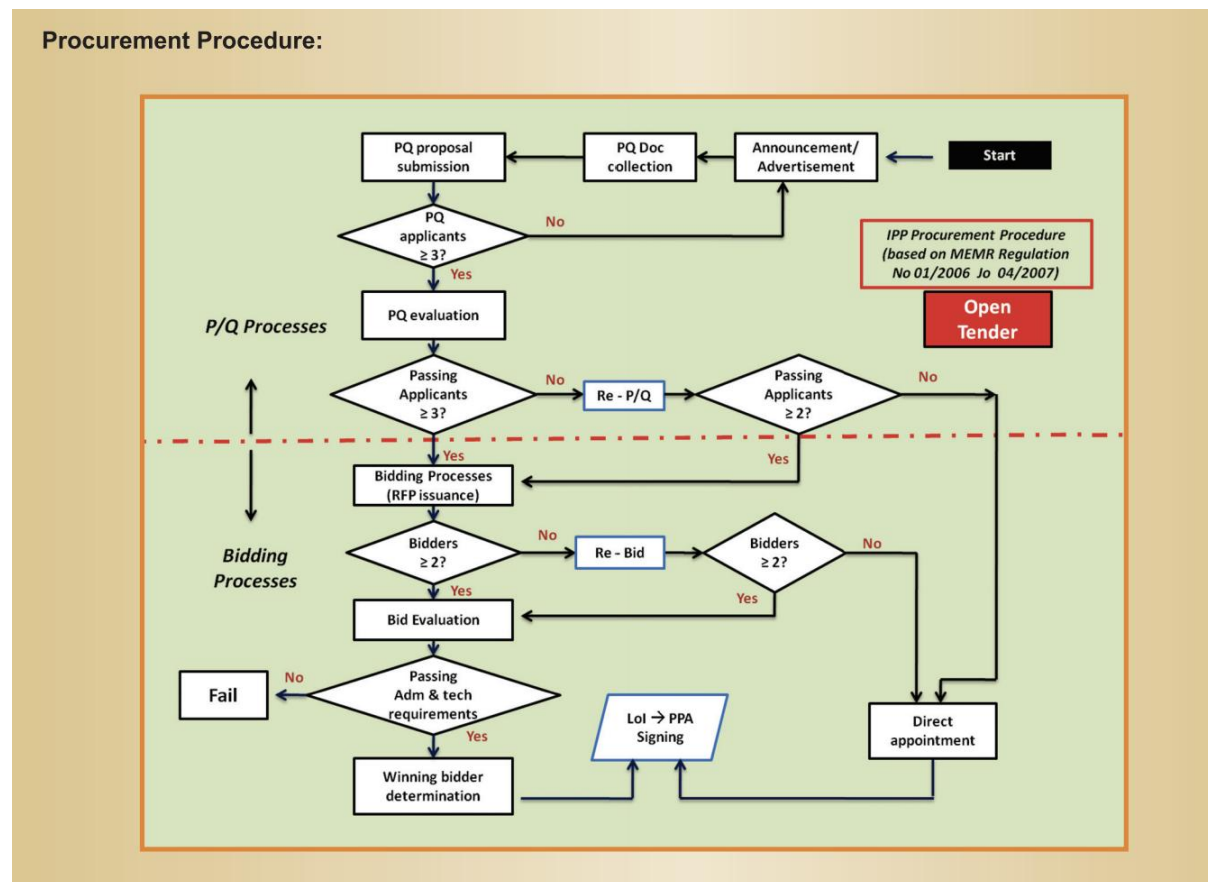 Procurement Procedure:
PQ proposal
submission
PQ Doc
collection
Announcement/
Advertisement
Start
PQ
applicants
≥ 3?
No
Yes
IPP Procurement Procedure
(based on MEMR Regulation
No 01/2006 Jo 04/2007)
Open
Tender
PQ evaluation
P/Q Processes
Passing
Applicants
≥ 3?
No
Re - P/Q
Passing
Applicants
≥ 2?
No
Yes
Yes
Bidding Processes
(RFP issuance)
Bidding
Processes
Bidders
≥ 2?
No
Re - Bid
Bidders
≥ 2?
No
Yes
Yes
Bid Evaluation
Passing
Adm & tech
requirements
No
Fail
Yes
LoI → PPA
Signing
Direct
appointment
Winning bidder
determination